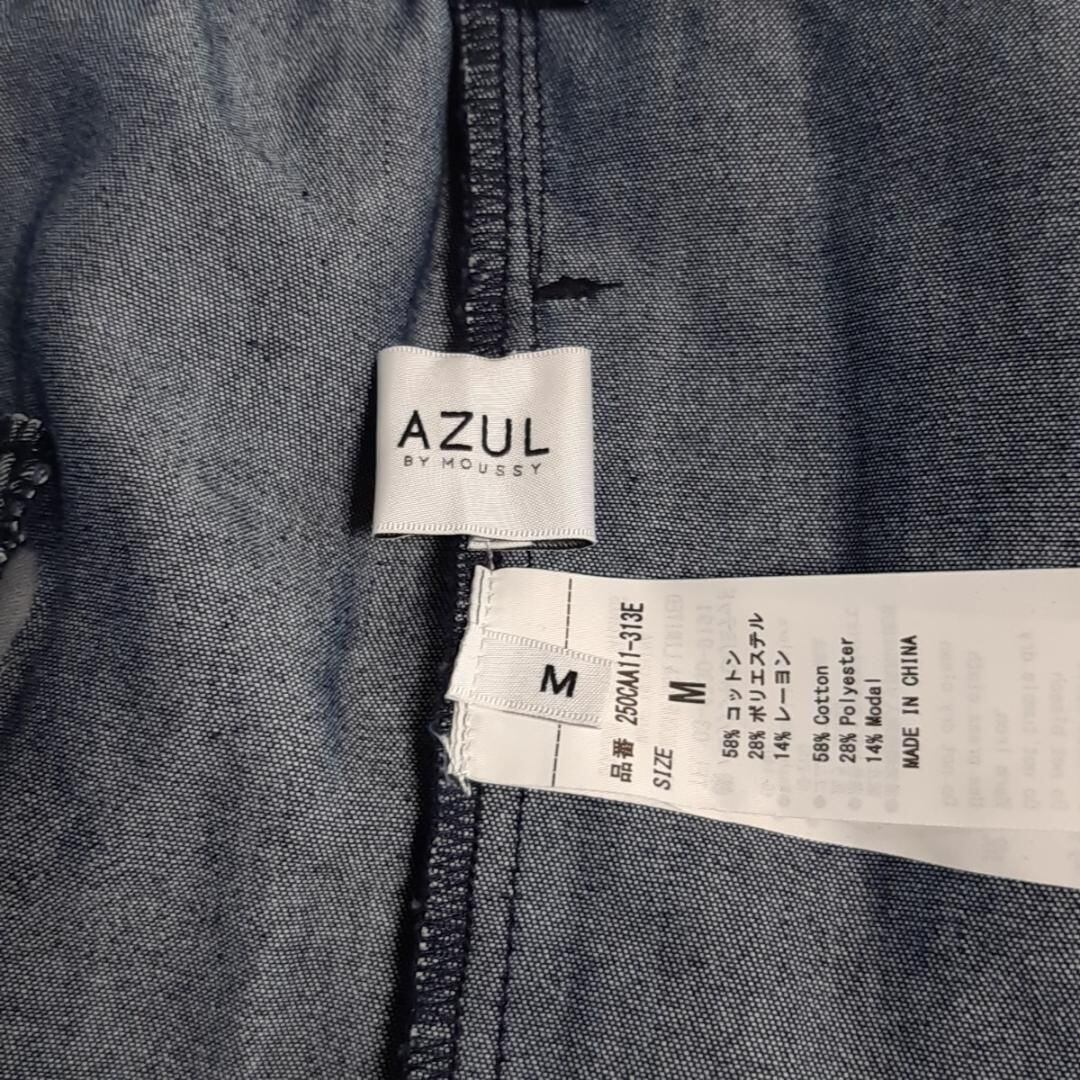 AZUL
BY MOUSSY
M
品番 250CAA11-313E
SIZE M
58% コットン
28% ポリエステル
14% レーヨン
58% Cotton
28% Polyester
14% Modal
MADE IN CHINA